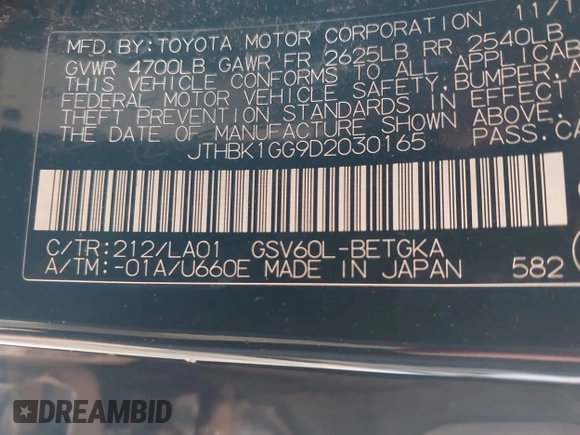 MFD. BY: TOYOTA MOTOR CORPORATION 11/1
GVWR 4700LB GAWR FR 2625LB RR 2540LB
THIS VEHICLE CONFORMS TO ALL APPLICAB
FEDERAL MOTOR VEHICLE SAFETY, BUMPER, A
THEFT PREVENTION STANDARDS IN EFFECT
THE DATE OF MANUFACTURE SHOWN ABOVE.
JTHBK1GG9D2030165 PASS.CA
C/TR:212/LA01 GSV60L-BETGKA
A/TM:-01A/U660E MADE IN JAPAN 582
DREAMBID